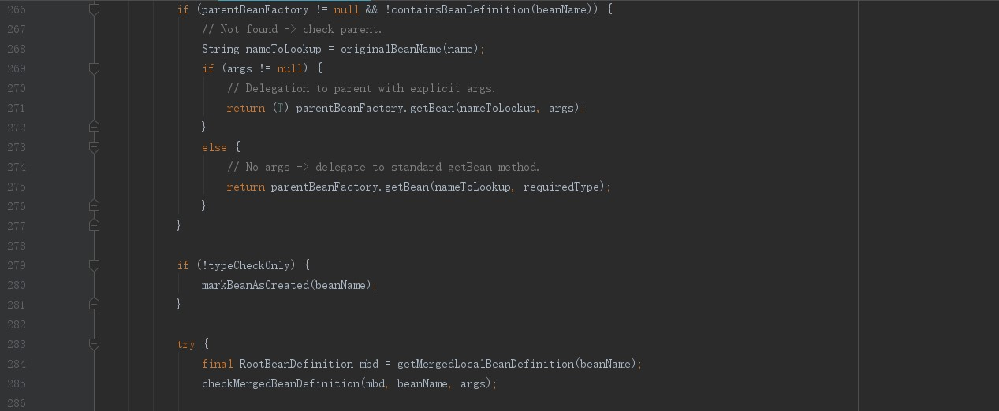 266 if (parentBeanFactory != null && !containsBeanDefinition(beanName)) {
267 // Not found -> check parent.
268 String nameToLookup = originalBeanName(name);
269 if (args != null) {
270 // Delegation to parent with explicit args.
271 return (T) parentBeanFactory.getBean(nameToLookup, args);
272 }
273 else {
274 // No args -> delegate to standard getBean method.
275 return parentBeanFactory.getBean(nameToLookup, requiredType);
276 }
277 }
278
279 if (!typeCheckOnly) {
280 markBeanAsCreated(beanName);
281 }
282
283 try {
284 final RootBeanDefinition mbd = getMergedLocalBeanDefinition(beanName);
285 checkMergedBeanDefinition(mbd, beanName, args);
286